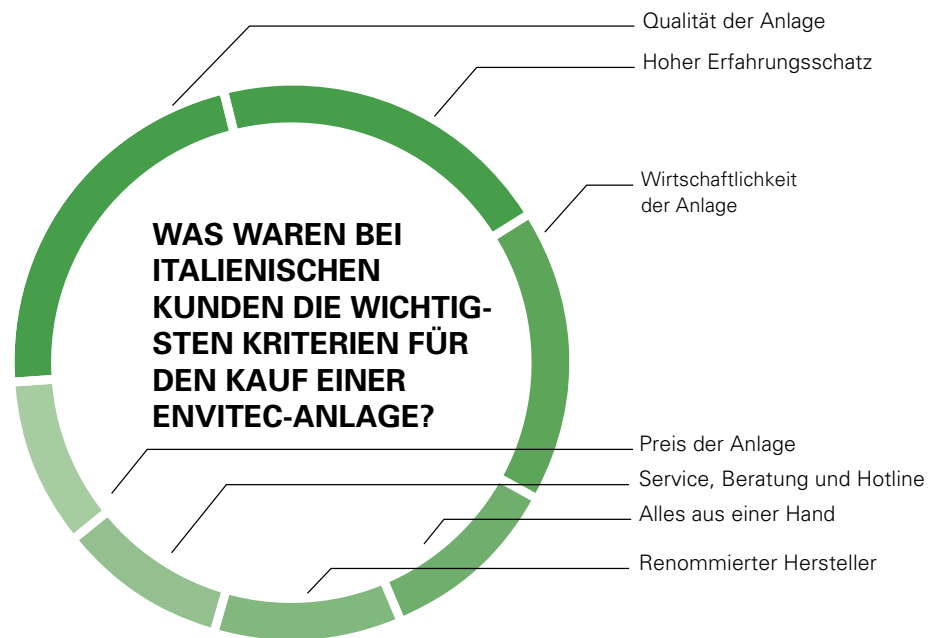 Qualität der Anlage
Hoher Erfahrungsschatz
Wirtschaftlichkeit
der Anlage
WAS WAREN BEI
ITALIENISCHEN
KUNDEN DIE WICHTIG-
STEN KRITERIEN FÜR
DEN KAUF EINER
ENVITEC-ANLAGE?
Preis der Anlage
Service, Beratung und Hotline
Alles aus einer Hand
Renommierter Hersteller